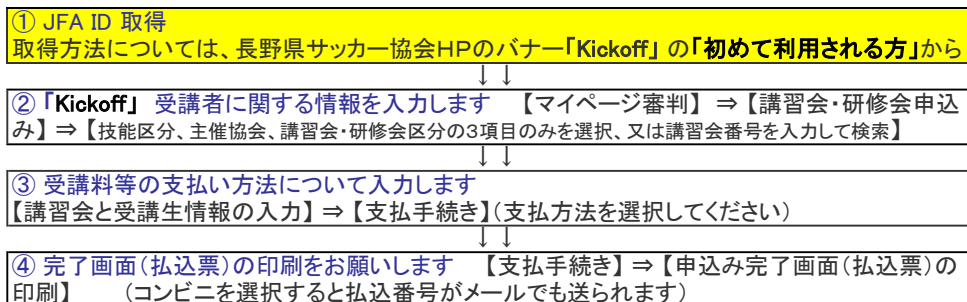 ① JFA ID 取得
取得方法については、長野県サッカー協会HPのバナー「Kickoff」 の「初めて利用される方」から
↓ ↓
② 「Kickoff」 受講者に関する情報を入力します 【マイページ審判】 ⇒ 【講習会・研修会申込
み】 ⇒ 【技能区分、主催協会、講習会・研修会区分の3項目のみを選択、又は講習会番号を入力して検索】
↓ ↓
③ 受講料等の支払い方法について入力します
【講習会と受講生情報の入力】 ⇒ 【支払手続き】(支払方法を選択してください)
↓ ↓
④ 完了画面(払込票)の印刷をお願いします 【支払手続き】 ⇒ 【申込み完了画面(払込票)の
印刷】 (コンビニを選択すると払込番号がメールでも送られます)